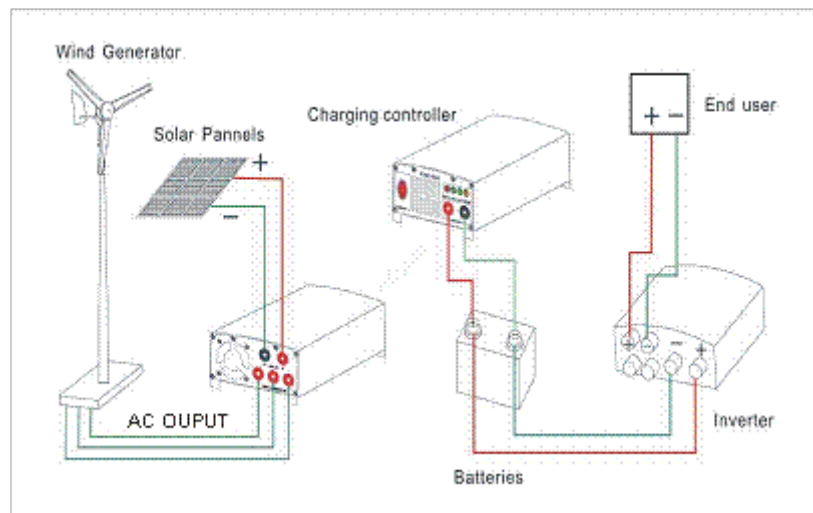 Wind Generator
Solar Pannels
+
−
AC OUPUT
Charging controller
Batteries
+ −
End user
+ − − +
Inverter